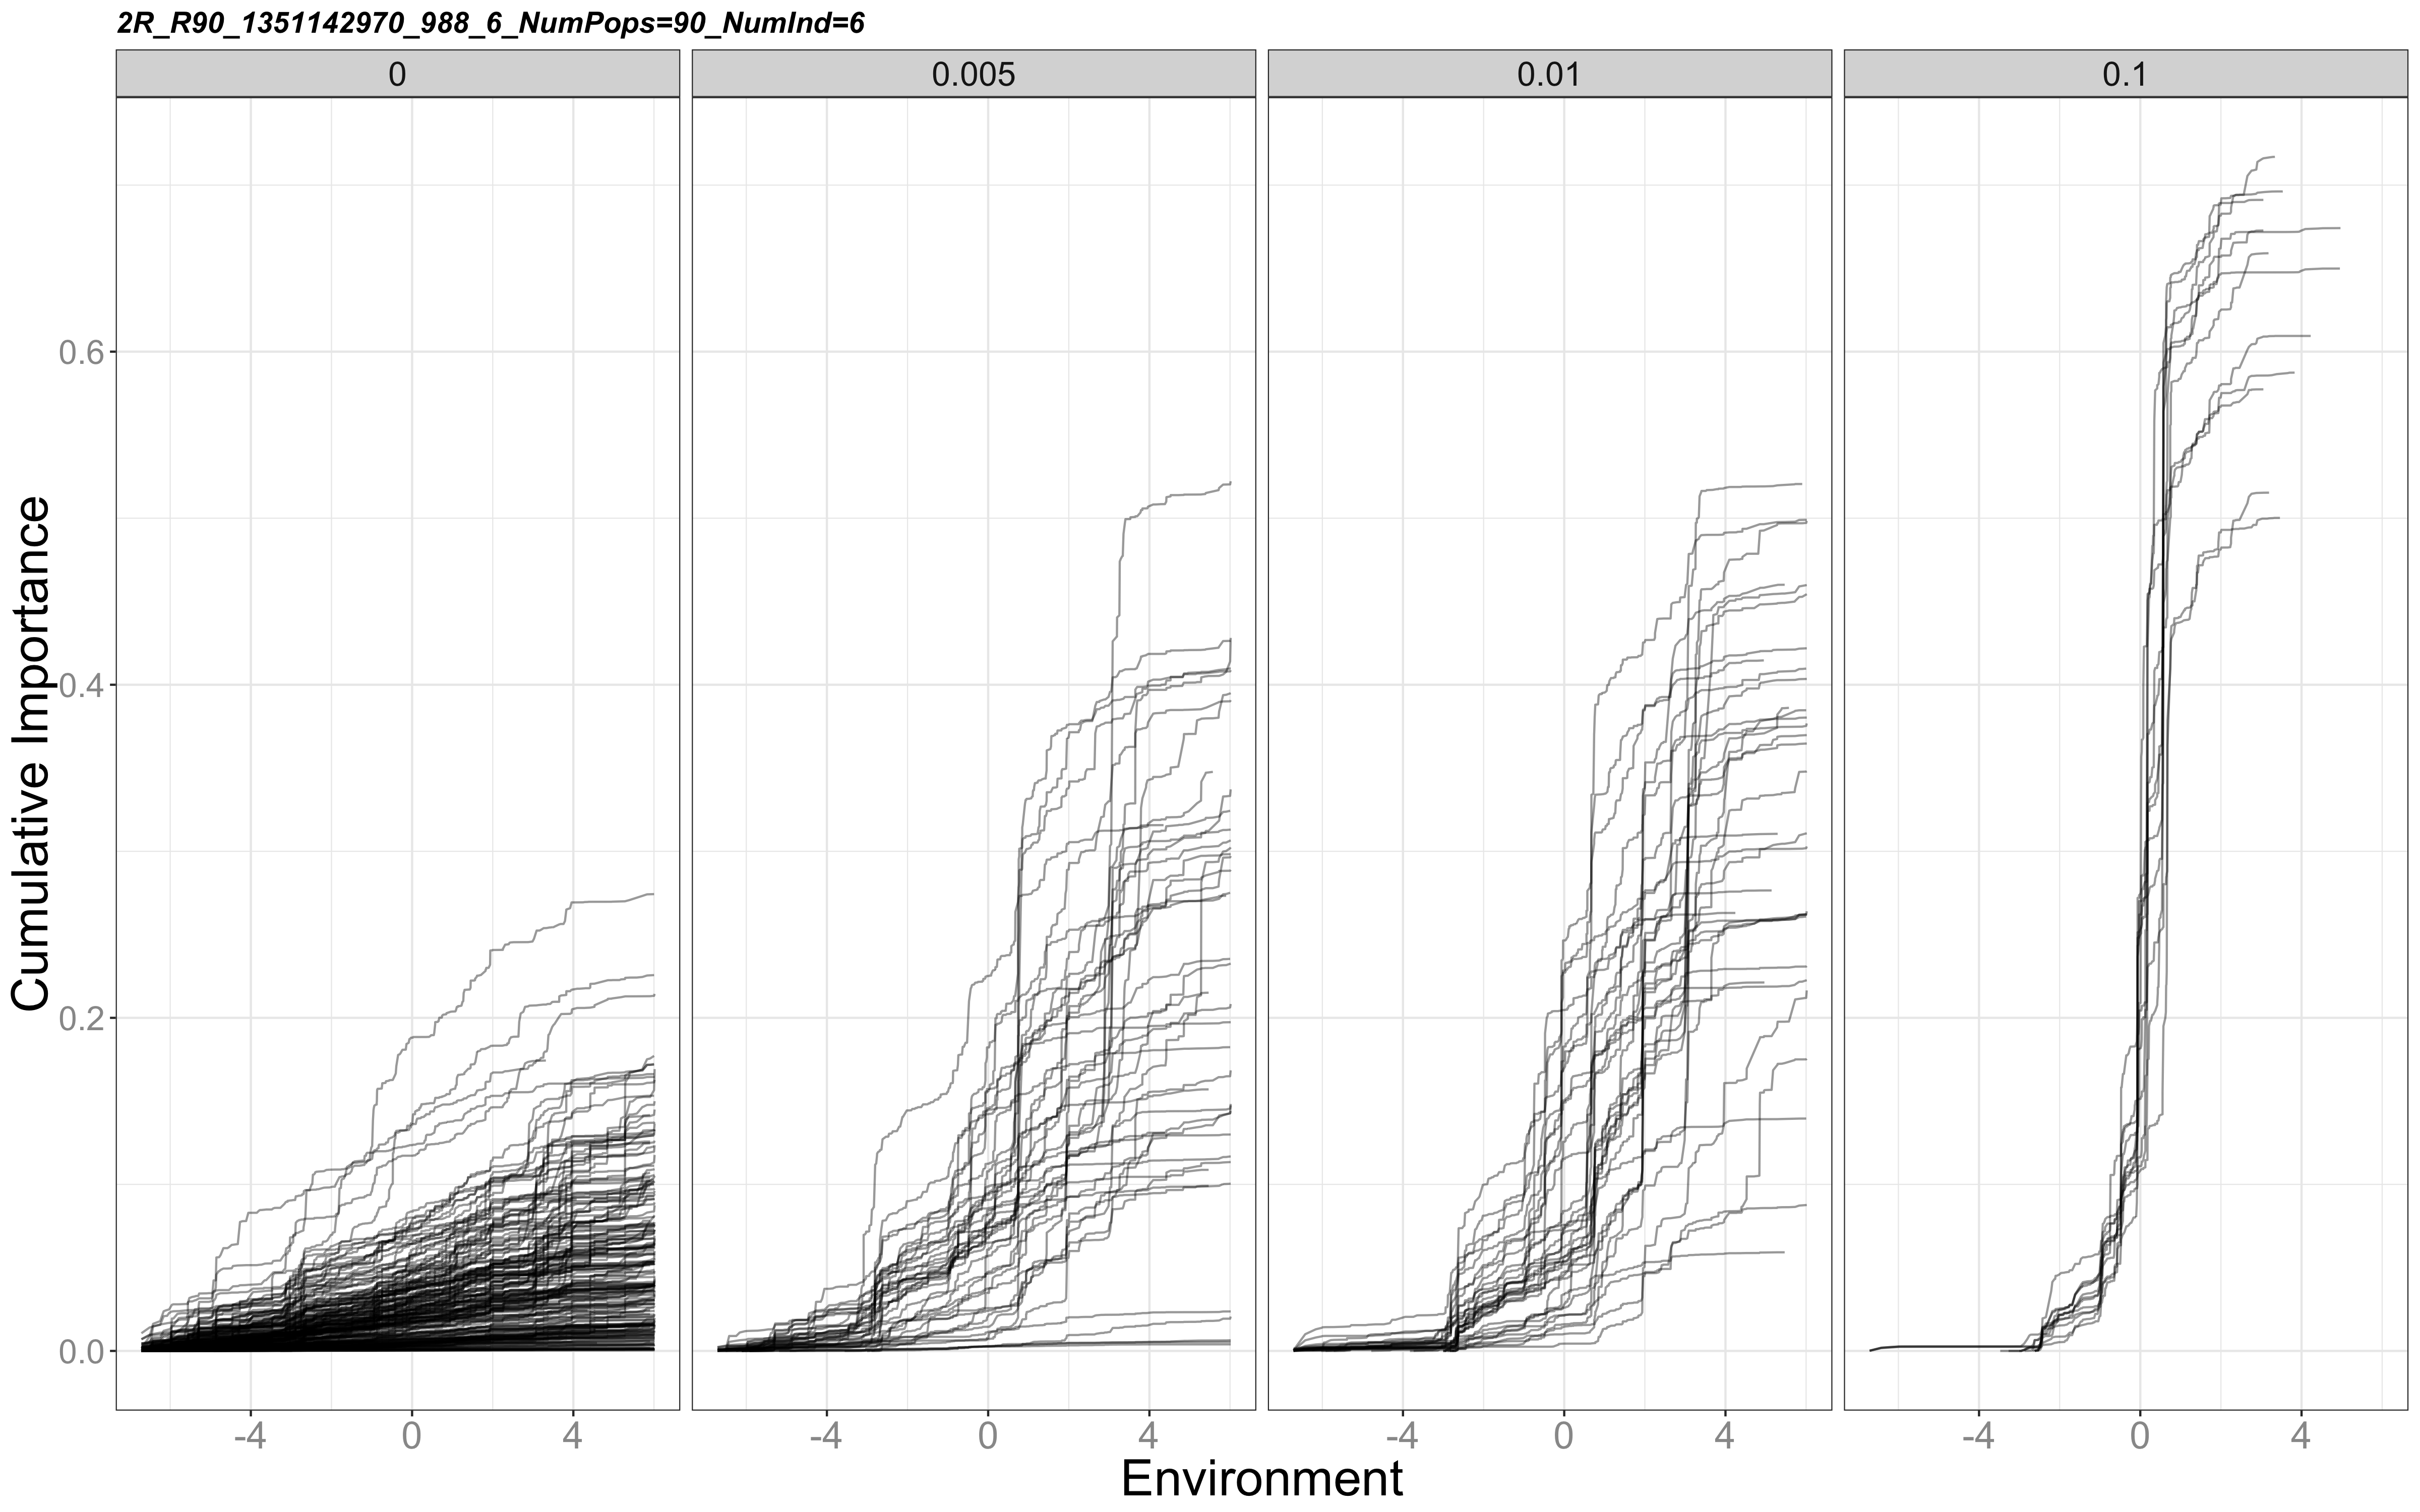 2R_R90_1351142970_988_6_NumPops=90_NumInd=6
0 0.005 0.01 0.1
Cumulative Importance
0.6
0.4
0.2
0.0
-4 0 4 -4 0 4 -4 0 4 -4 0 4
Environment